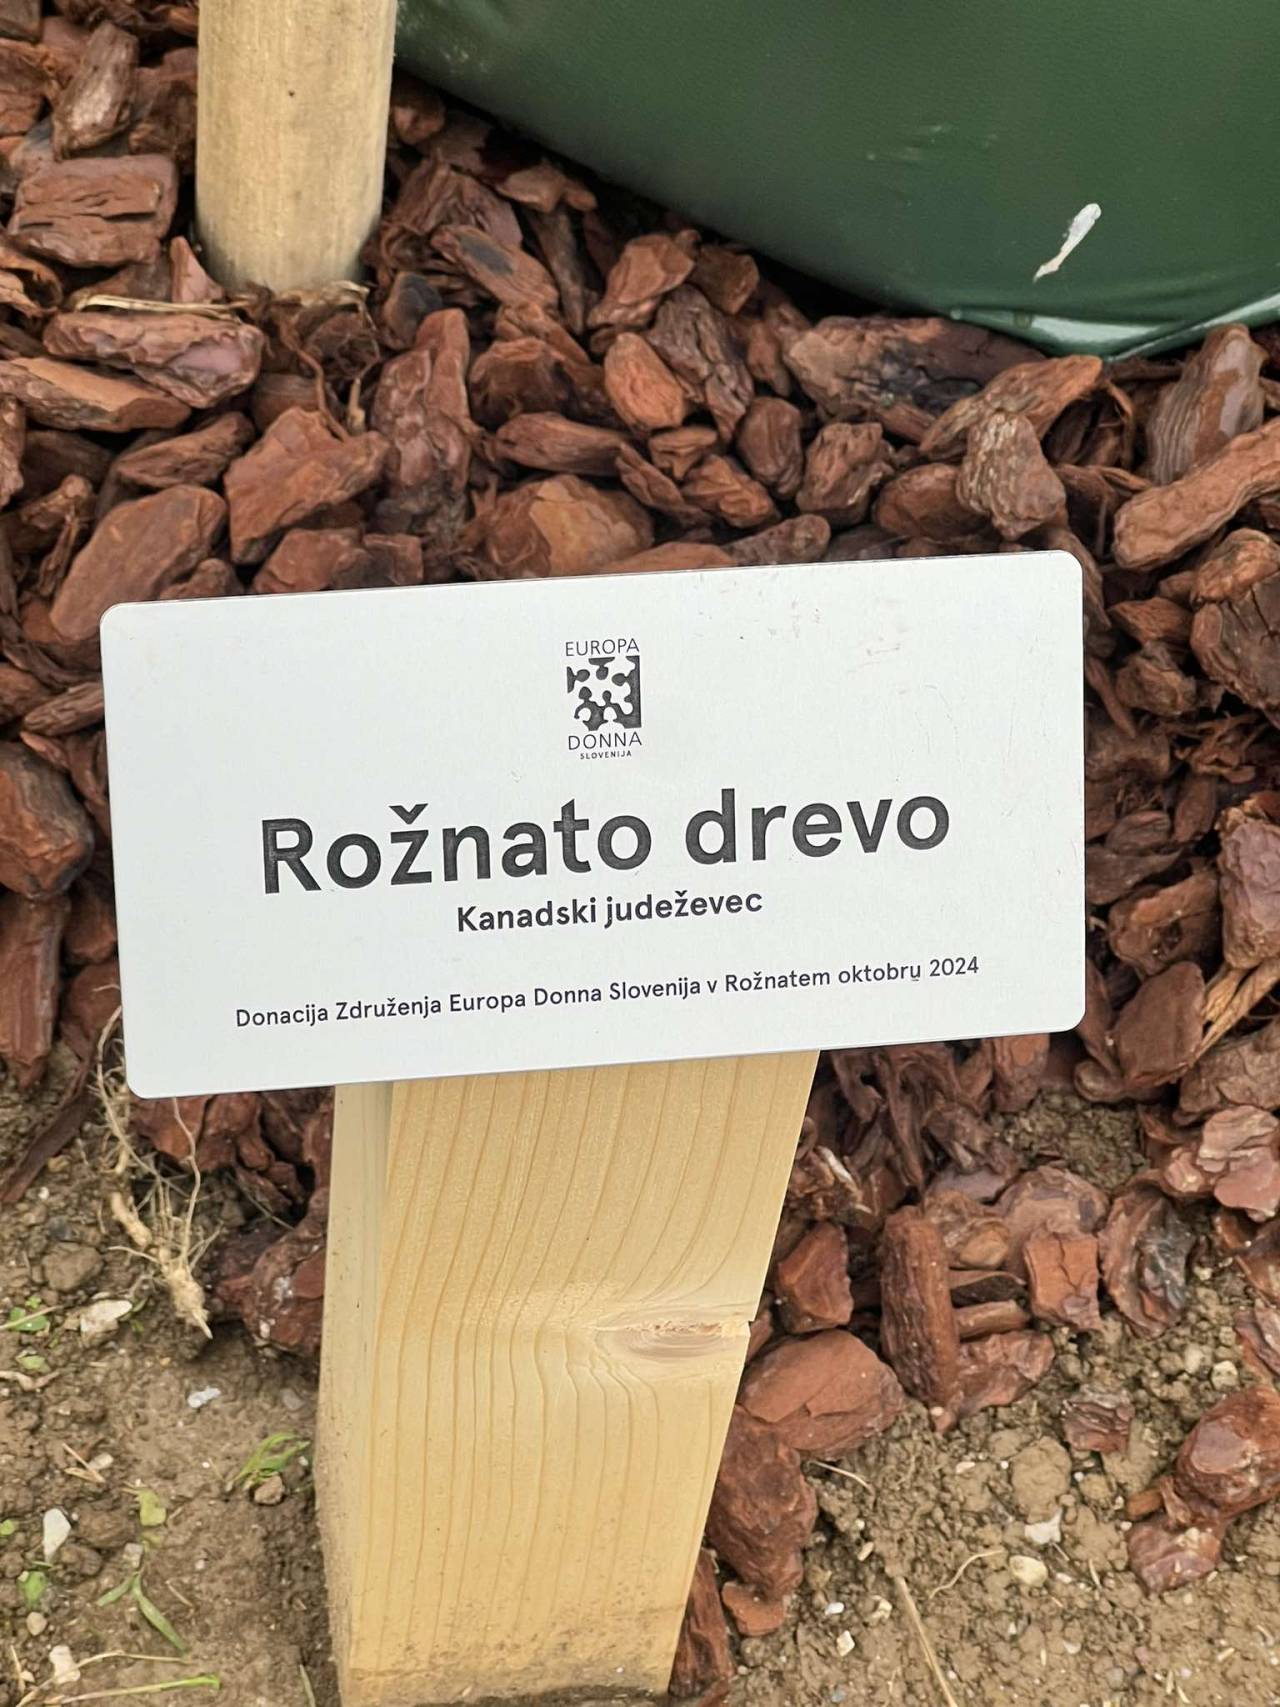 EUROPA
DONNA
SLOVENIJA
Rožnato drevo
Kanadski judeževec
Donacija Združenja Europa Donna Slovenija v Rožnatem oktobru 2024